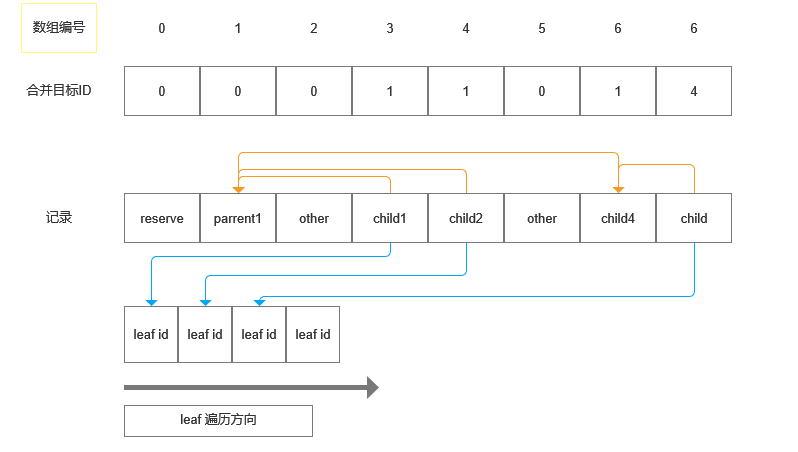 数组编号 0 1 2 3 4 5 6 6
合并目标ID 0 0 0 1 1 0 1 4
记录 reserve parrent1 other child1 child2 other child4 child
leaf id leaf id leaf id leaf id
leaf 遍历方向